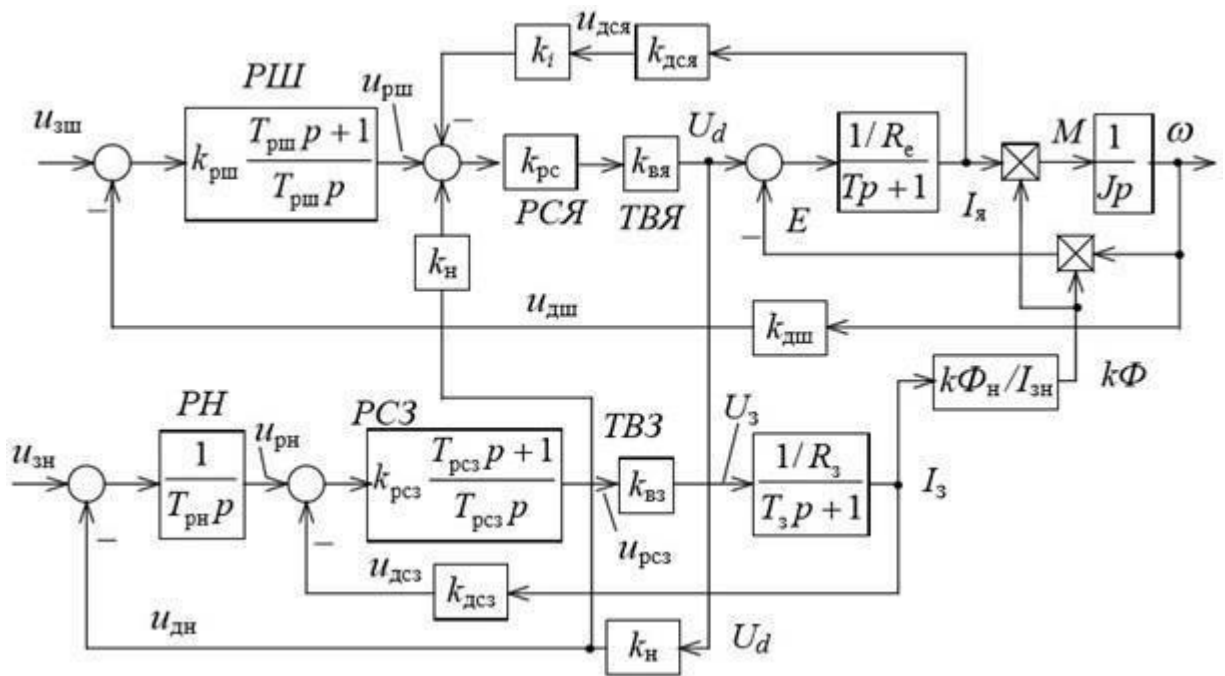 u_дся
k_i
k_дся
РШ
u_рш
u_зш
k_рш (T_рш p + 1) / (T_рш p)
−
−
k_рс
РСЯ
k_вя
ТВЯ
U_d
1/R_e
Tp + 1
I_я
M
1
Jp
ω
−
E
k_н
u_дш
k_дш
kФ_н/I_зн
kФ
РН
u_зн
1
T_рн p
u_рн
РСЗ
k_рсз (T_рсз p + 1) / (T_рсз p)
ТВЗ
k_вз
U_з
1/R_з
T_з p + 1
I_з
−
−
u_рсз
u_дсз
k_дсз
u_дн
k_н
U_d